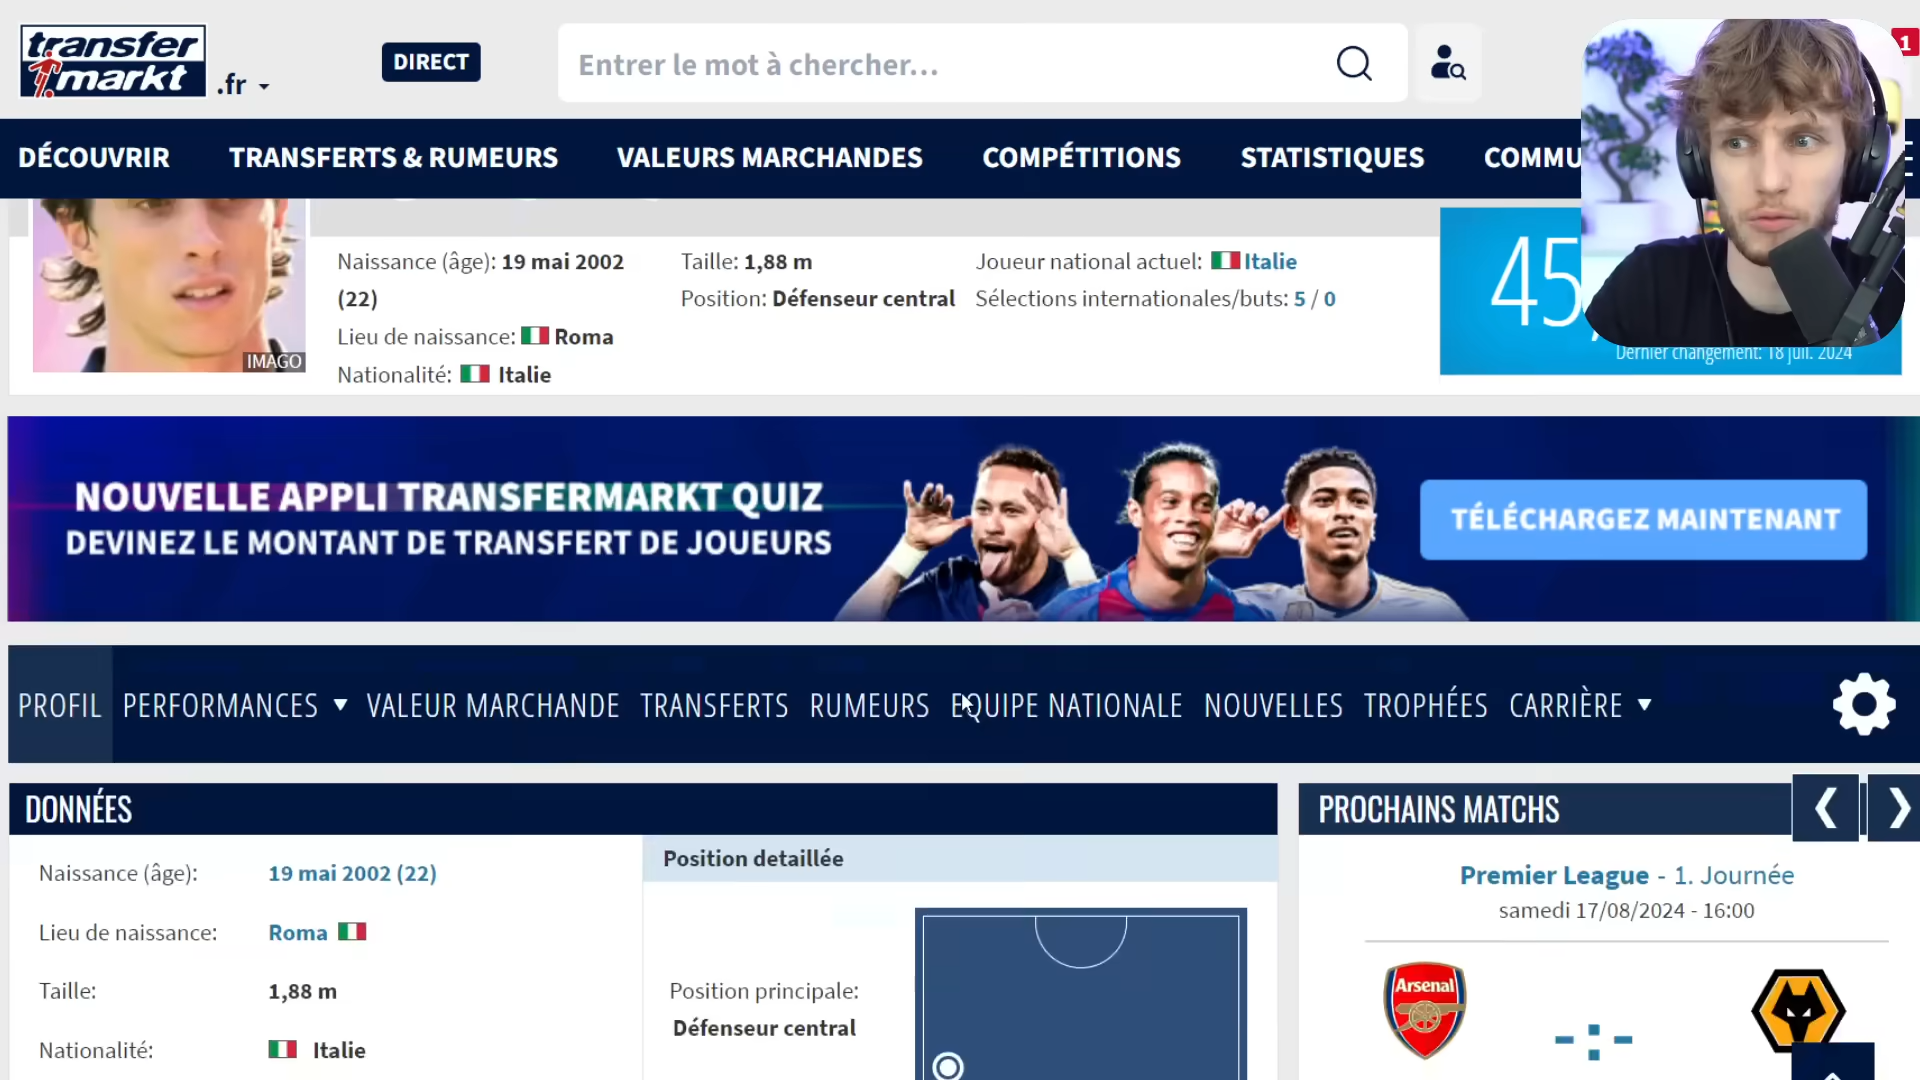 transfer
markt
.fr
DIRECT
Entrer le mot à chercher...
1
DÉCOUVRIR
TRANSFERTS & RUMEURS
VALEURS MARCHANDES
COMPÉTITIONS
STATISTIQUES
COMMU
Naissance (âge): 19 mai 2002
(22)
Lieu de naissance: Roma
Nationalité: Italie
Taille: 1,88 m
Position: Défenseur central
Joueur national actuel: Italie
Sélections internationales/buts: 5 / 0
45,
Dernier changement: 18 juil. 2024
IMAGO
NOUVELLE APPLI TRANSFERMARKT QUIZ
DEVINEZ LE MONTANT DE TRANSFERT DE JOUEURS
TÉLÉCHARGEZ MAINTENANT
PROFIL
PERFORMANCES
VALEUR MARCHANDE
TRANSFERTS
RUMEURS
EQUIPE NATIONALE
NOUVELLES
TROPHÉES
CARRIÈRE
DONNÉES
Naissance (âge): 19 mai 2002 (22)
Lieu de naissance: Roma
Taille: 1,88 m
Nationalité: Italie
Position detaillée
Position principale:
Défenseur central
PROCHAINS MATCHS
Premier League - 1. Journée
samedi 17/08/2024 - 16:00
Arsenal
-:-